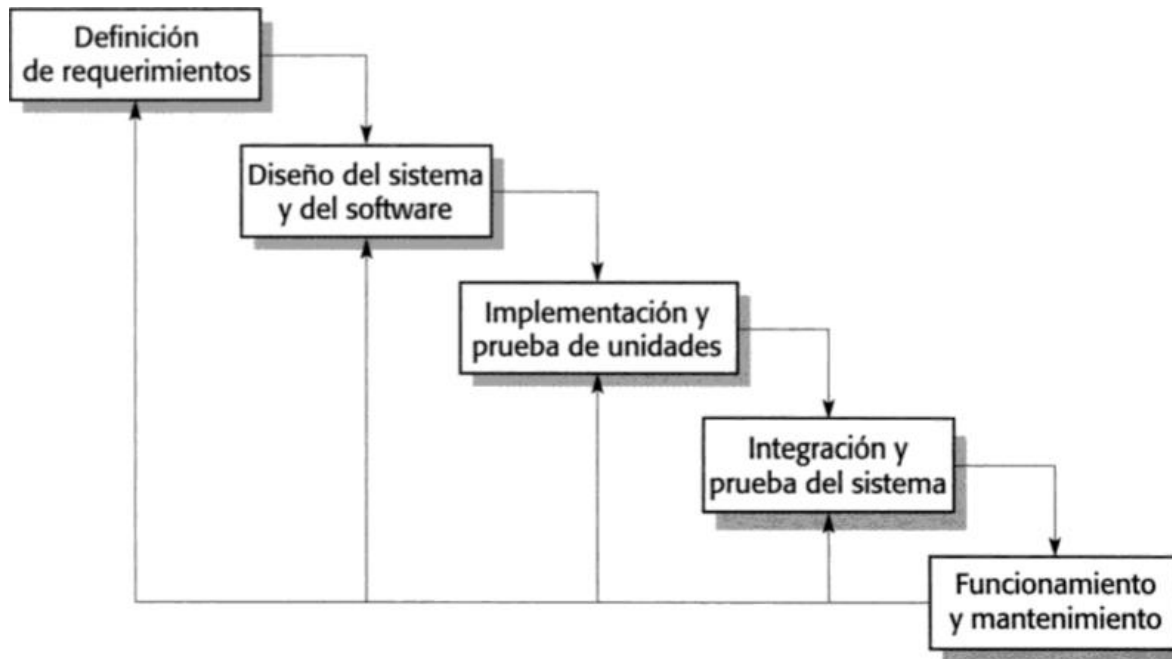 Definición
de requerimientos
Diseño del sistema
y del software
Implementación y
prueba de unidades
Integración y
prueba del sistema
Funcionamiento
y mantenimiento